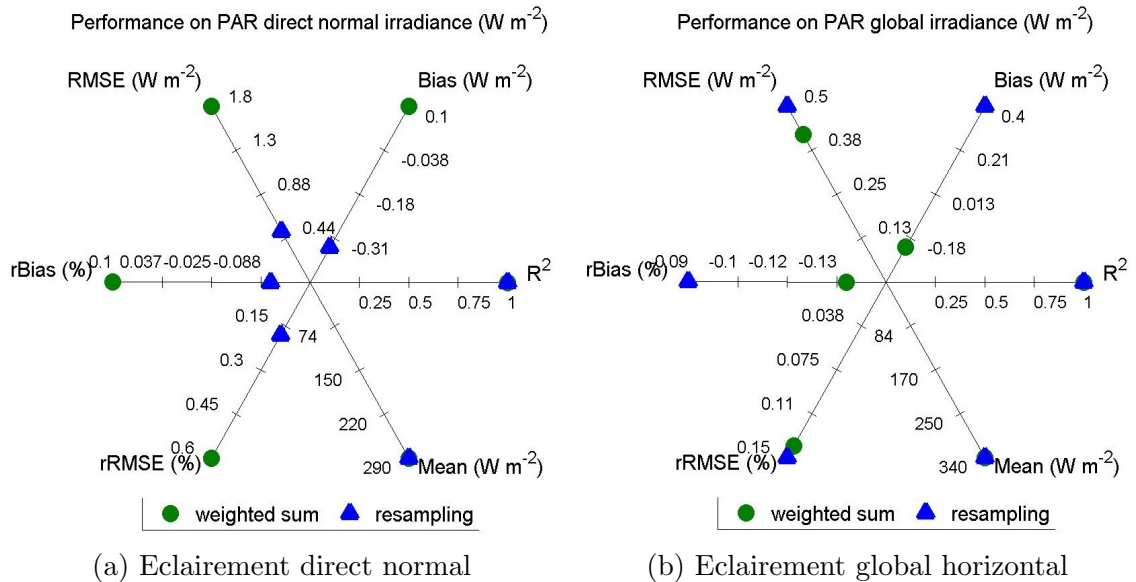 Performance on PAR direct normal irradiance (W m-2)
RMSE (W m-2)
Bias (W m-2)
1.8
0.1
1.3
-0.038
0.88
-0.18
0.44
-0.31
rBias (%)
0.1 0.037 -0.025 -0.088
R2
0.25 0.5 0.75 1
0.15
74
0.3
150
0.45
220
0.6
290
rRMSE (%)
Mean (W m-2)
weighted sum
resampling
(a) Eclairement direct normal
Performance on PAR global irradiance (W m-2)
RMSE (W m-2)
Bias (W m-2)
0.5
0.4
0.38
0.21
0.25
0.013
0.13
-0.18
rBias (%)
-0.09 -0.1 -0.12 -0.13
R2
0.25 0.5 0.75 1
0.038
84
0.075
170
0.11
250
0.15
340
rRMSE (%)
Mean (W m-2)
weighted sum
resampling
(b) Eclairement global horizontal